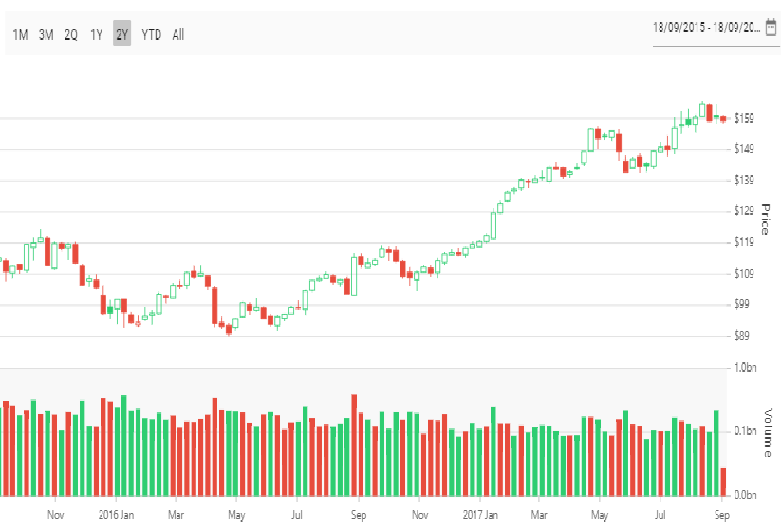 1M 3M 2Q 1Y 2Y YTD All
18/09/2015 - 18/09/20...
$159
$149
$139
$129
$119
$109
$99
$89
Price
1.0bn
0.1bn
0.0bn
Volume
Nov 2016 Jan Mar May Jul Sep Nov 2017 Jan Mar May Jul Sep